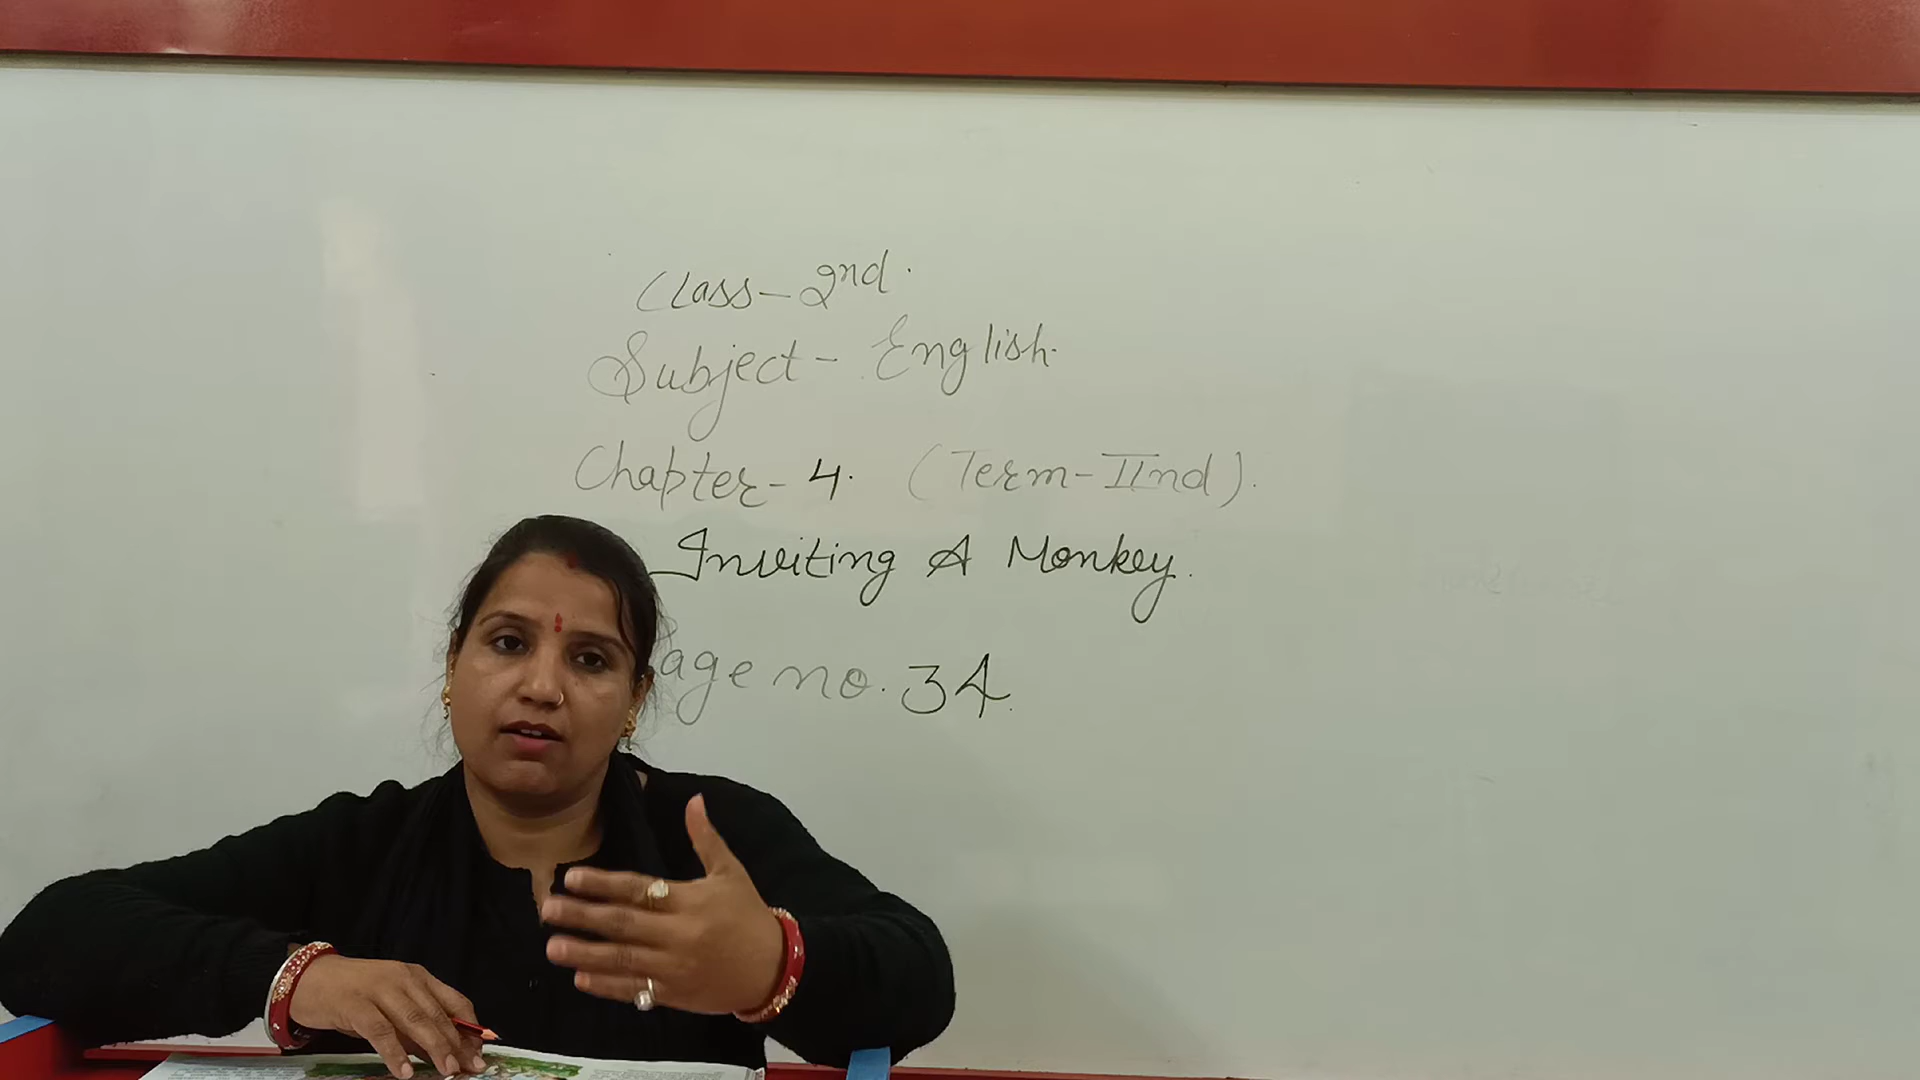 Class - 2nd.
Subject - English.
Chapter - 4. (Term - IInd).
Inviting A Monkey.
age no. 34.